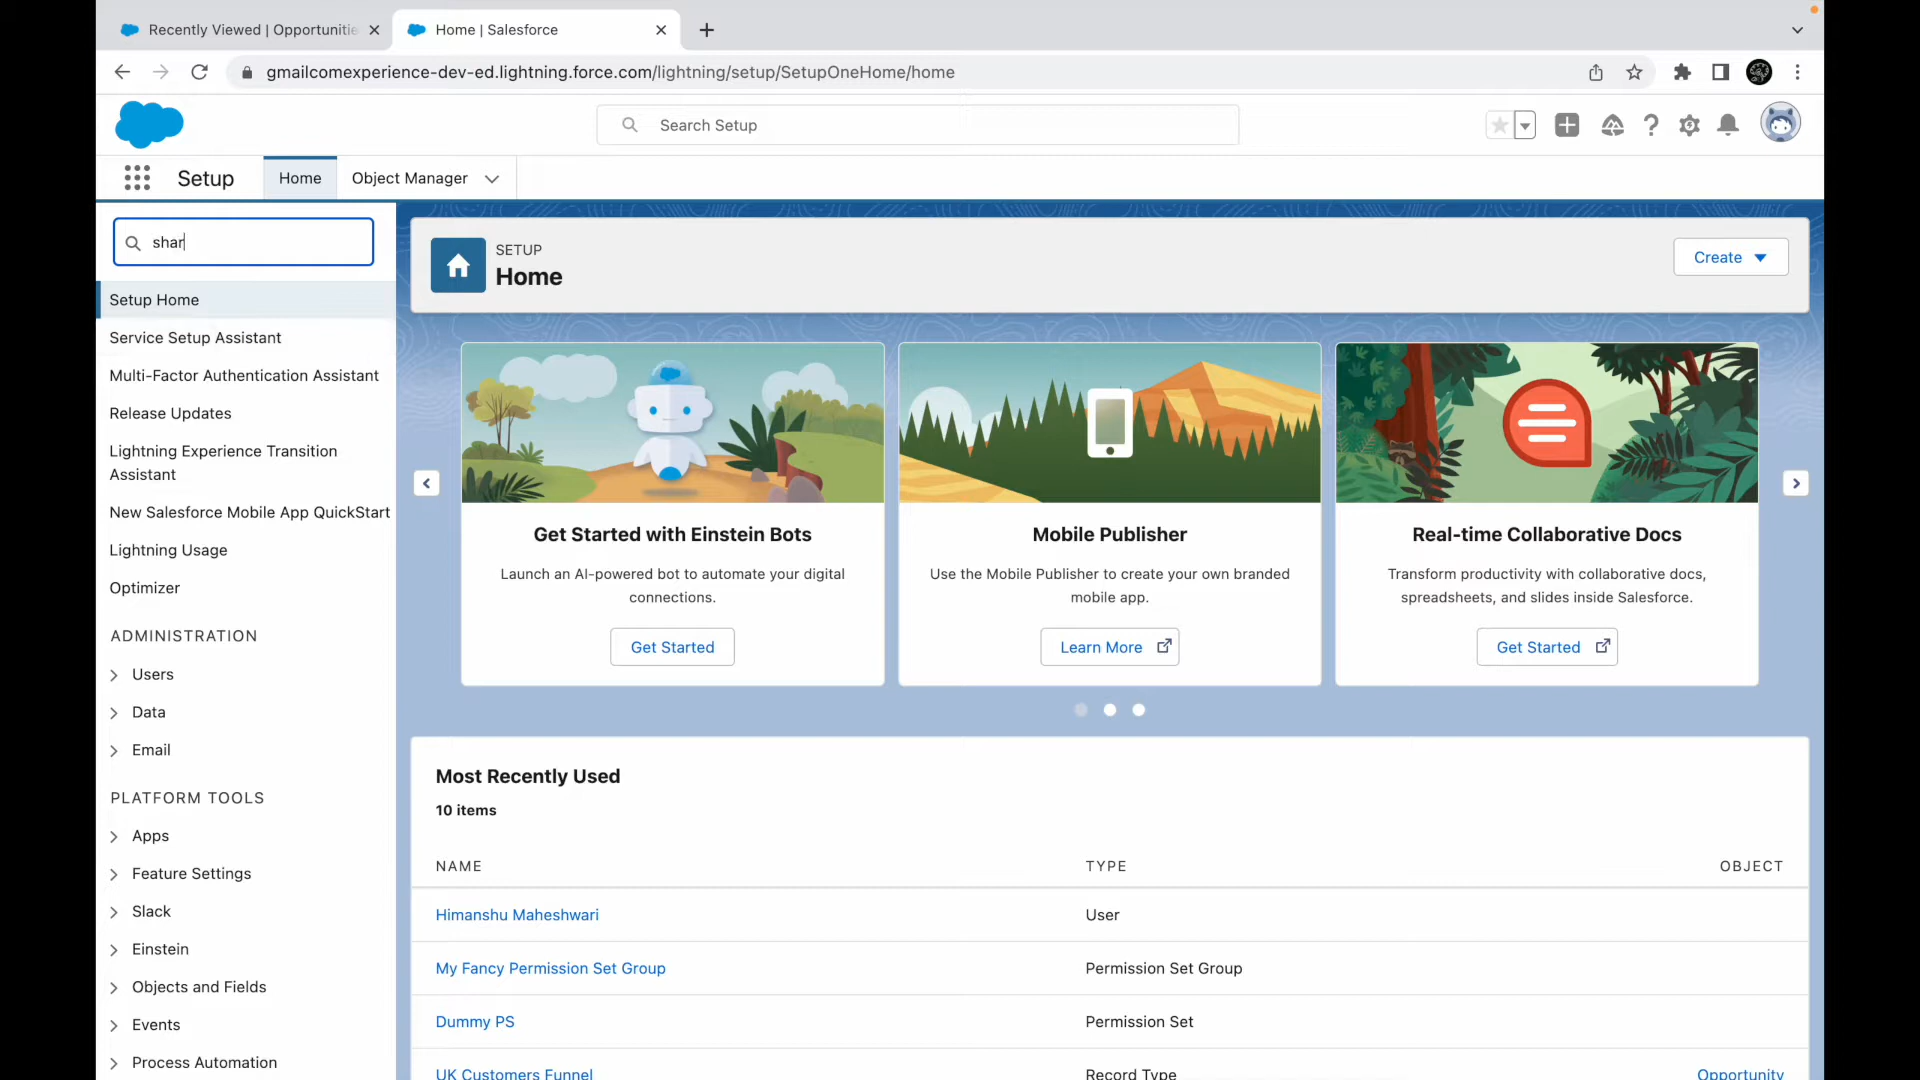 Recently Viewed | Opportunitie
Home | Salesforce
gmailcomexperience-dev-ed.lightning.force.com/lightning/setup/SetupOneHome/home
Search Setup
Setup
Home
Object Manager
shar
Setup Home
Service Setup Assistant
Multi-Factor Authentication Assistant
Release Updates
Lightning Experience Transition
Assistant
New Salesforce Mobile App QuickStart
Lightning Usage
Optimizer
ADMINISTRATION
Users
Data
Email
PLATFORM TOOLS
Apps
Feature Settings
Slack
Einstein
Objects and Fields
Events
Process Automation
SETUP
Home
Create
Get Started with Einstein Bots
Launch an AI-powered bot to automate your digital
connections.
Get Started
Mobile Publisher
Use the Mobile Publisher to create your own branded
mobile app.
Learn More
Real-time Collaborative Docs
Transform productivity with collaborative docs,
spreadsheets, and slides inside Salesforce.
Get Started
Most Recently Used
10 items
NAME TYPE OBJECT
Himanshu Maheshwari User
My Fancy Permission Set Group Permission Set Group
Dummy PS Permission Set
UK Customers Funnel Record Type Opportunity